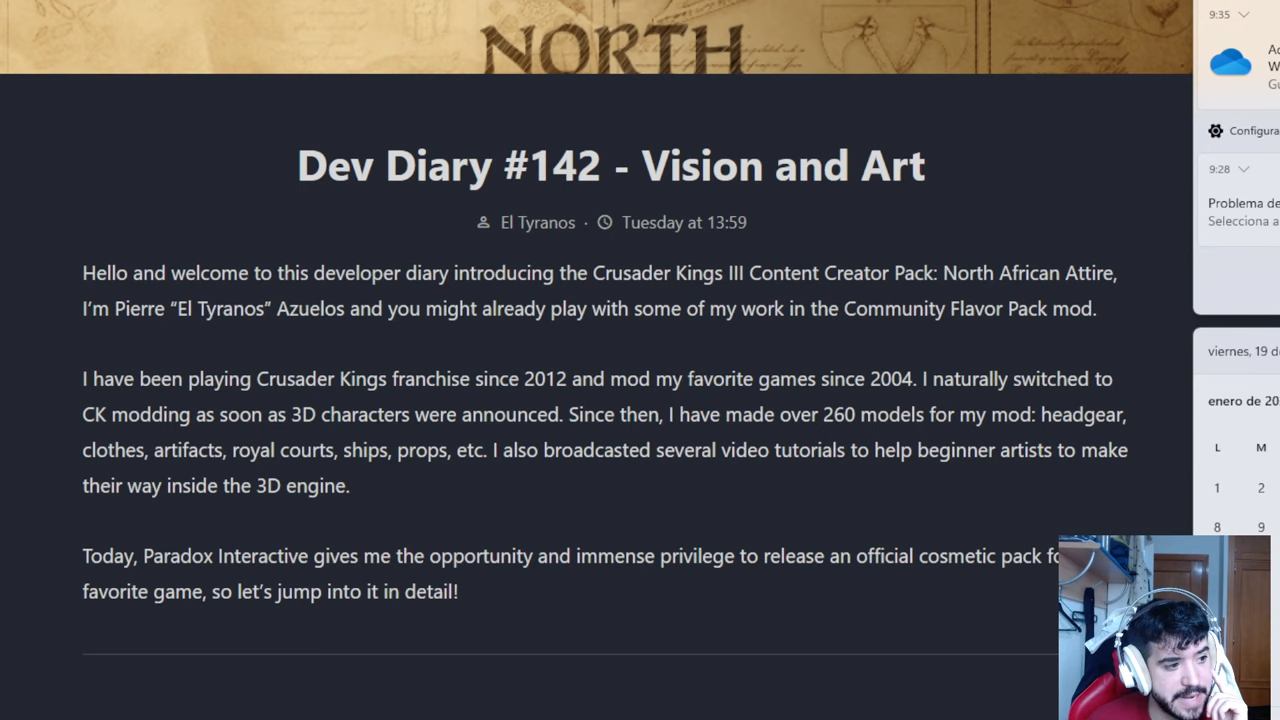 NORTH
Dev Diary #142 - Vision and Art
El Tyranos · Tuesday at 13:59
Hello and welcome to this developer diary introducing the Crusader Kings III Content Creator Pack: North African Attire,
I’m Pierre “El Tyranos” Azuelos and you might already play with some of my work in the Community Flavor Pack mod.
I have been playing Crusader Kings franchise since 2012 and mod my favorite games since 2004. I naturally switched to
CK modding as soon as 3D characters were announced. Since then, I have made over 260 models for my mod: headgear,
clothes, artifacts, royal courts, ships, props, etc. I also broadcasted several video tutorials to help beginner artists to make
their way inside the 3D engine.
Today, Paradox Interactive gives me the opportunity and immense privilege to release an official cosmetic pack fo
favorite game, so let’s jump into it in detail!
9:35
Configura
9:28
Problema de
Selecciona a
viernes, 19 d
enero de 20
L M
1 2
8 9